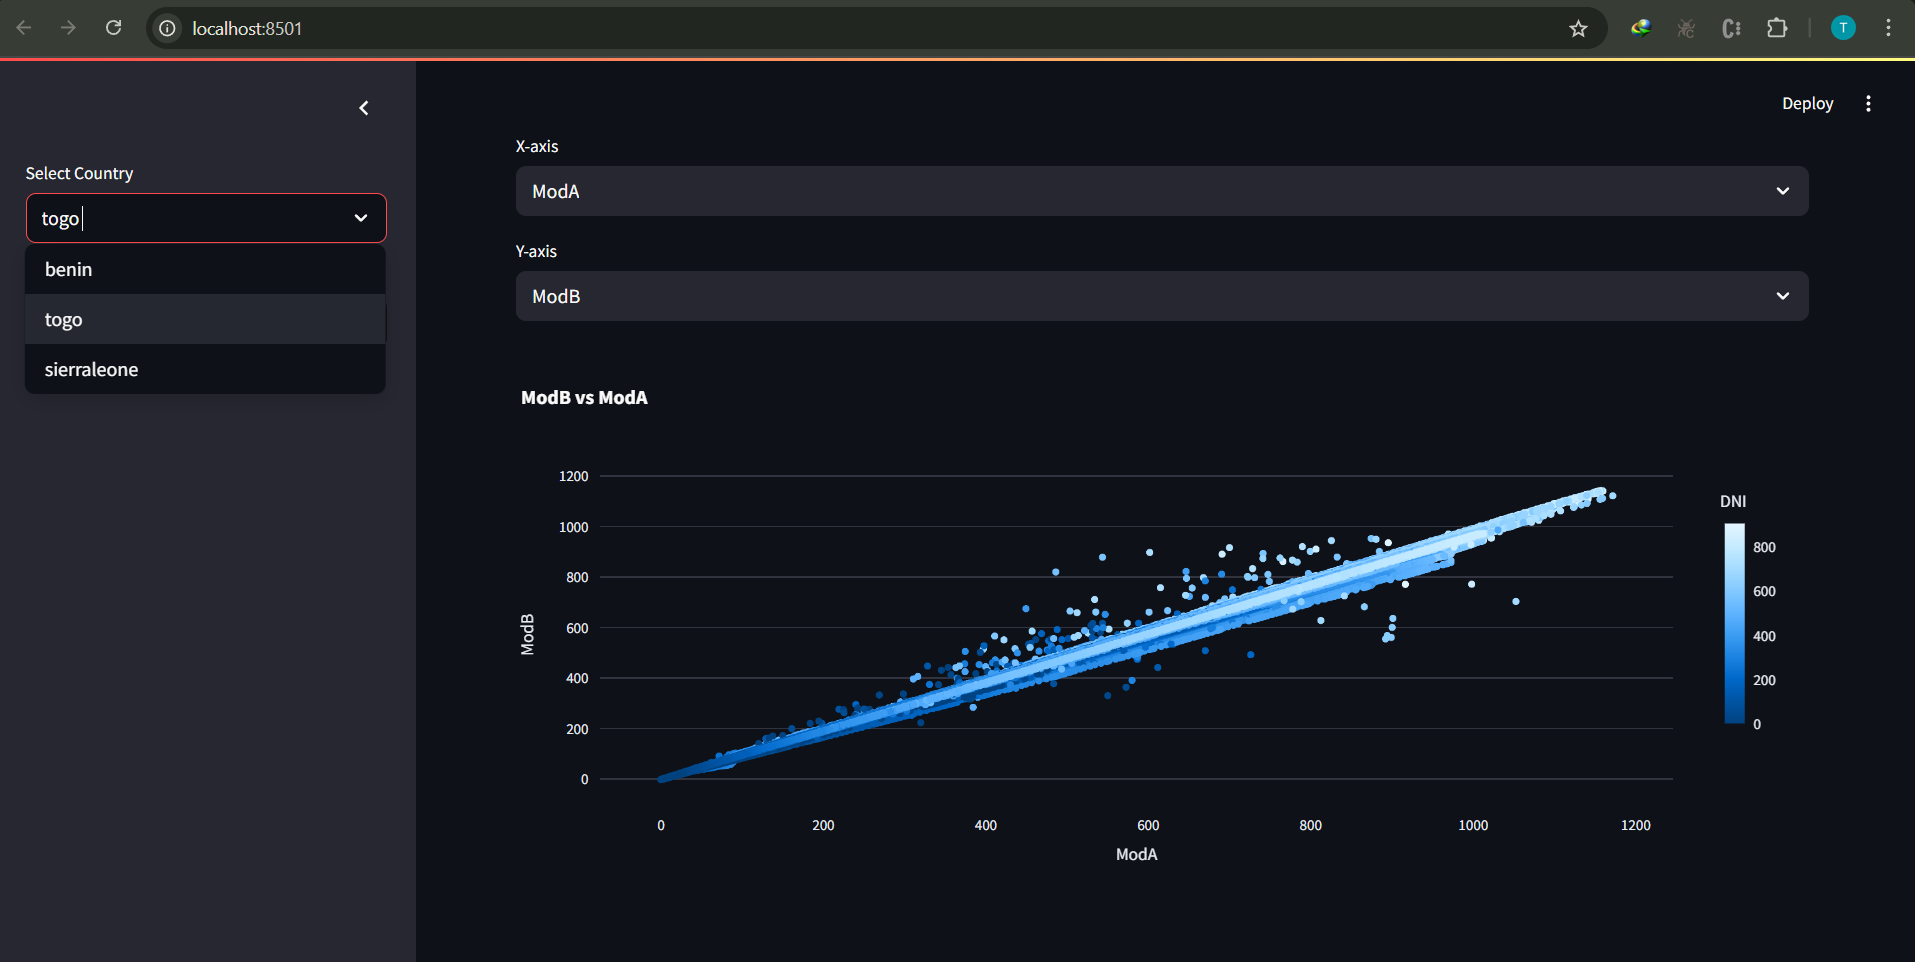 localhost:8501
T
Deploy
Select Country
togo
benin
togo
sierraleone
X-axis
ModA
Y-axis
ModB
ModB vs ModA
1200
1000
800
600
400
200
0
ModB
0 200 400 600 800 1000 1200
ModA
DNI
800
600
400
200
0